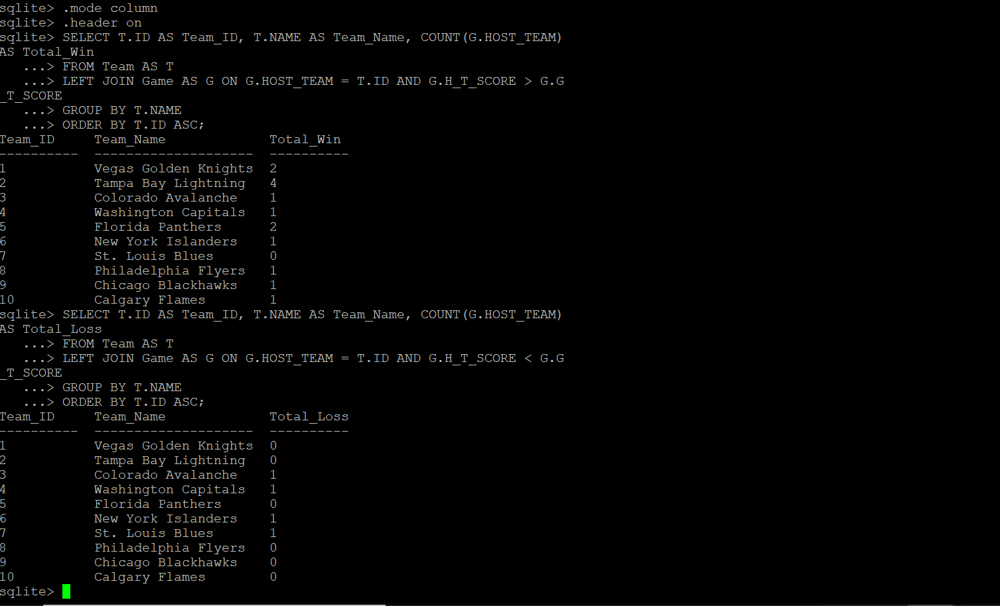 sqlite> .mode column
sqlite> .header on
sqlite> SELECT T.ID AS Team_ID, T.NAME AS Team_Name, COUNT(G.HOST_TEAM)
AS Total_Win
...> FROM Team AS T
...> LEFT JOIN Game AS G ON G.HOST_TEAM = T.ID AND G.H_T_SCORE > G.G
_T_SCORE
...> GROUP BY T.NAME
...> ORDER BY T.ID ASC;
Team_ID     Team_Name             Total_Win
----------  --------------------  ----------
1           Vegas Golden Knights  2
2           Tampa Bay Lightning   4
3           Colorado Avalanche    1
4           Washington Capitals   1
5           Florida Panthers      2
6           New York Islanders    1
7           St. Louis Blues       0
8           Philadelphia Flyers   1
9           Chicago Blackhawks    1
10          Calgary Flames        1
sqlite> SELECT T.ID AS Team_ID, T.NAME AS Team_Name, COUNT(G.HOST_TEAM)
AS Total_Loss
...> FROM Team AS T
...> LEFT JOIN Game AS G ON G.HOST_TEAM = T.ID AND G.H_T_SCORE < G.G
_T_SCORE
...> GROUP BY T.NAME
...> ORDER BY T.ID ASC;
Team_ID     Team_Name             Total_Loss
----------  --------------------  ----------
1           Vegas Golden Knights  0
2           Tampa Bay Lightning   0
3           Colorado Avalanche    1
4           Washington Capitals   1
5           Florida Panthers      0
6           New York Islanders    1
7           St. Louis Blues       1
8           Philadelphia Flyers   0
9           Chicago Blackhawks    0
10          Calgary Flames        0
sqlite>